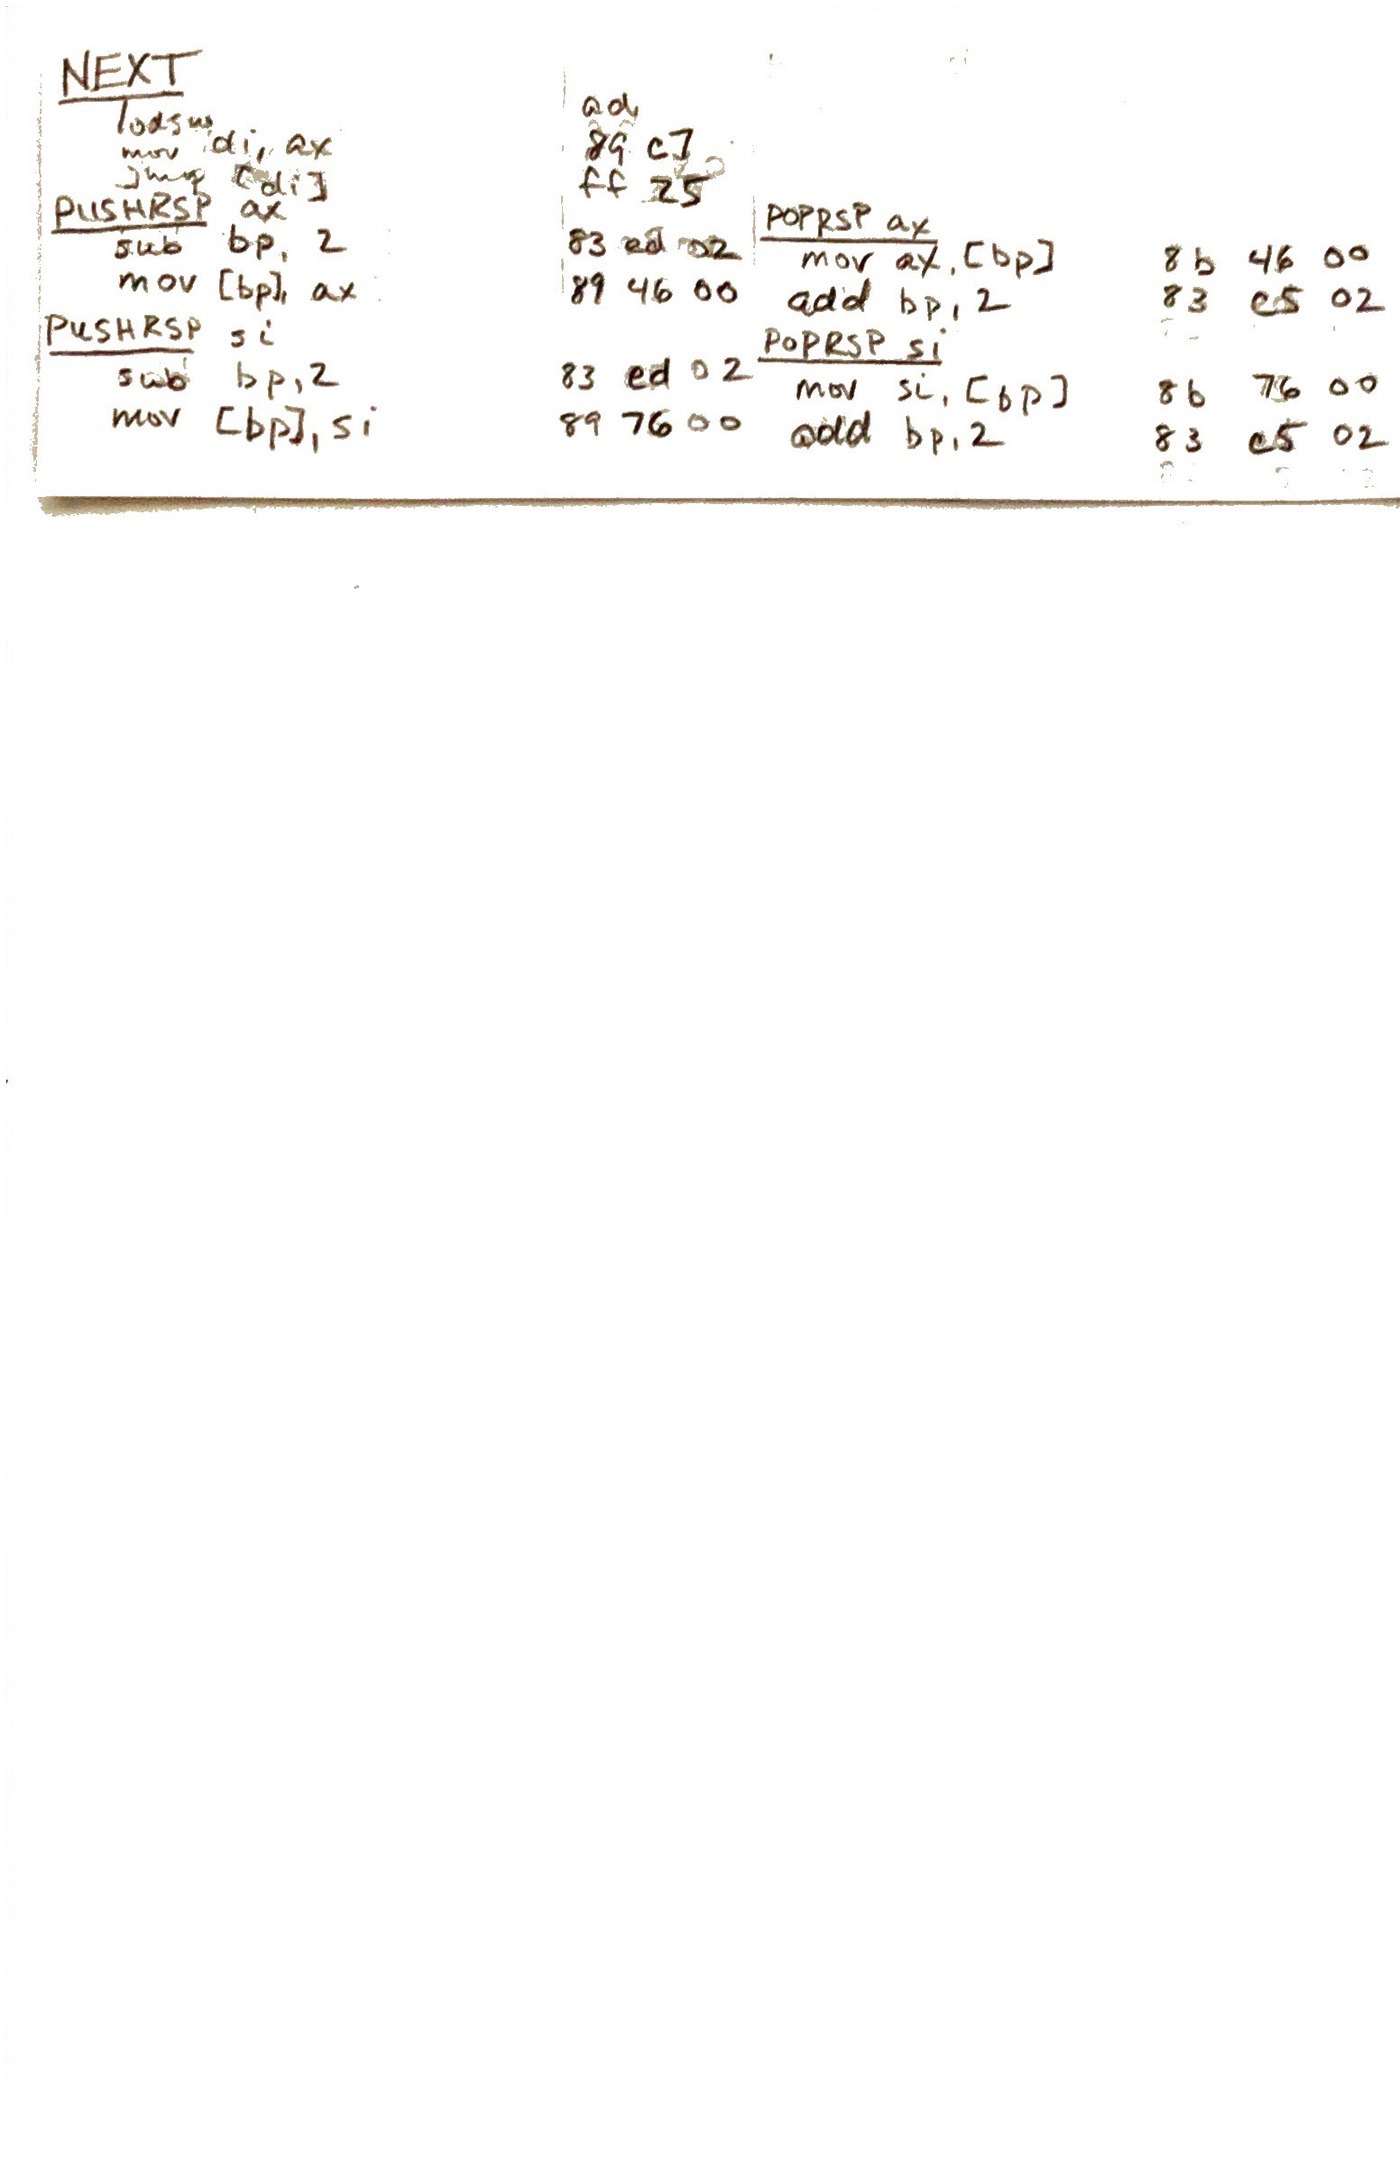 NEXT
lodsw ad
mov di, ax 89 c7
jmp [di] ff 25
PUSHRSP ax
sub bp, 2 83 ed 02
mov [bp], ax 89 46 00
PUSHRSP si
sub bp, 2 83 ed 02
mov [bp], si 89 76 00
POPRSP ax
mov ax, [bp] 8b 46 00
add bp, 2 83 c5 02
POPRSP si
mov si, [bp] 8b 76 00
add bp, 2 83 c5 02